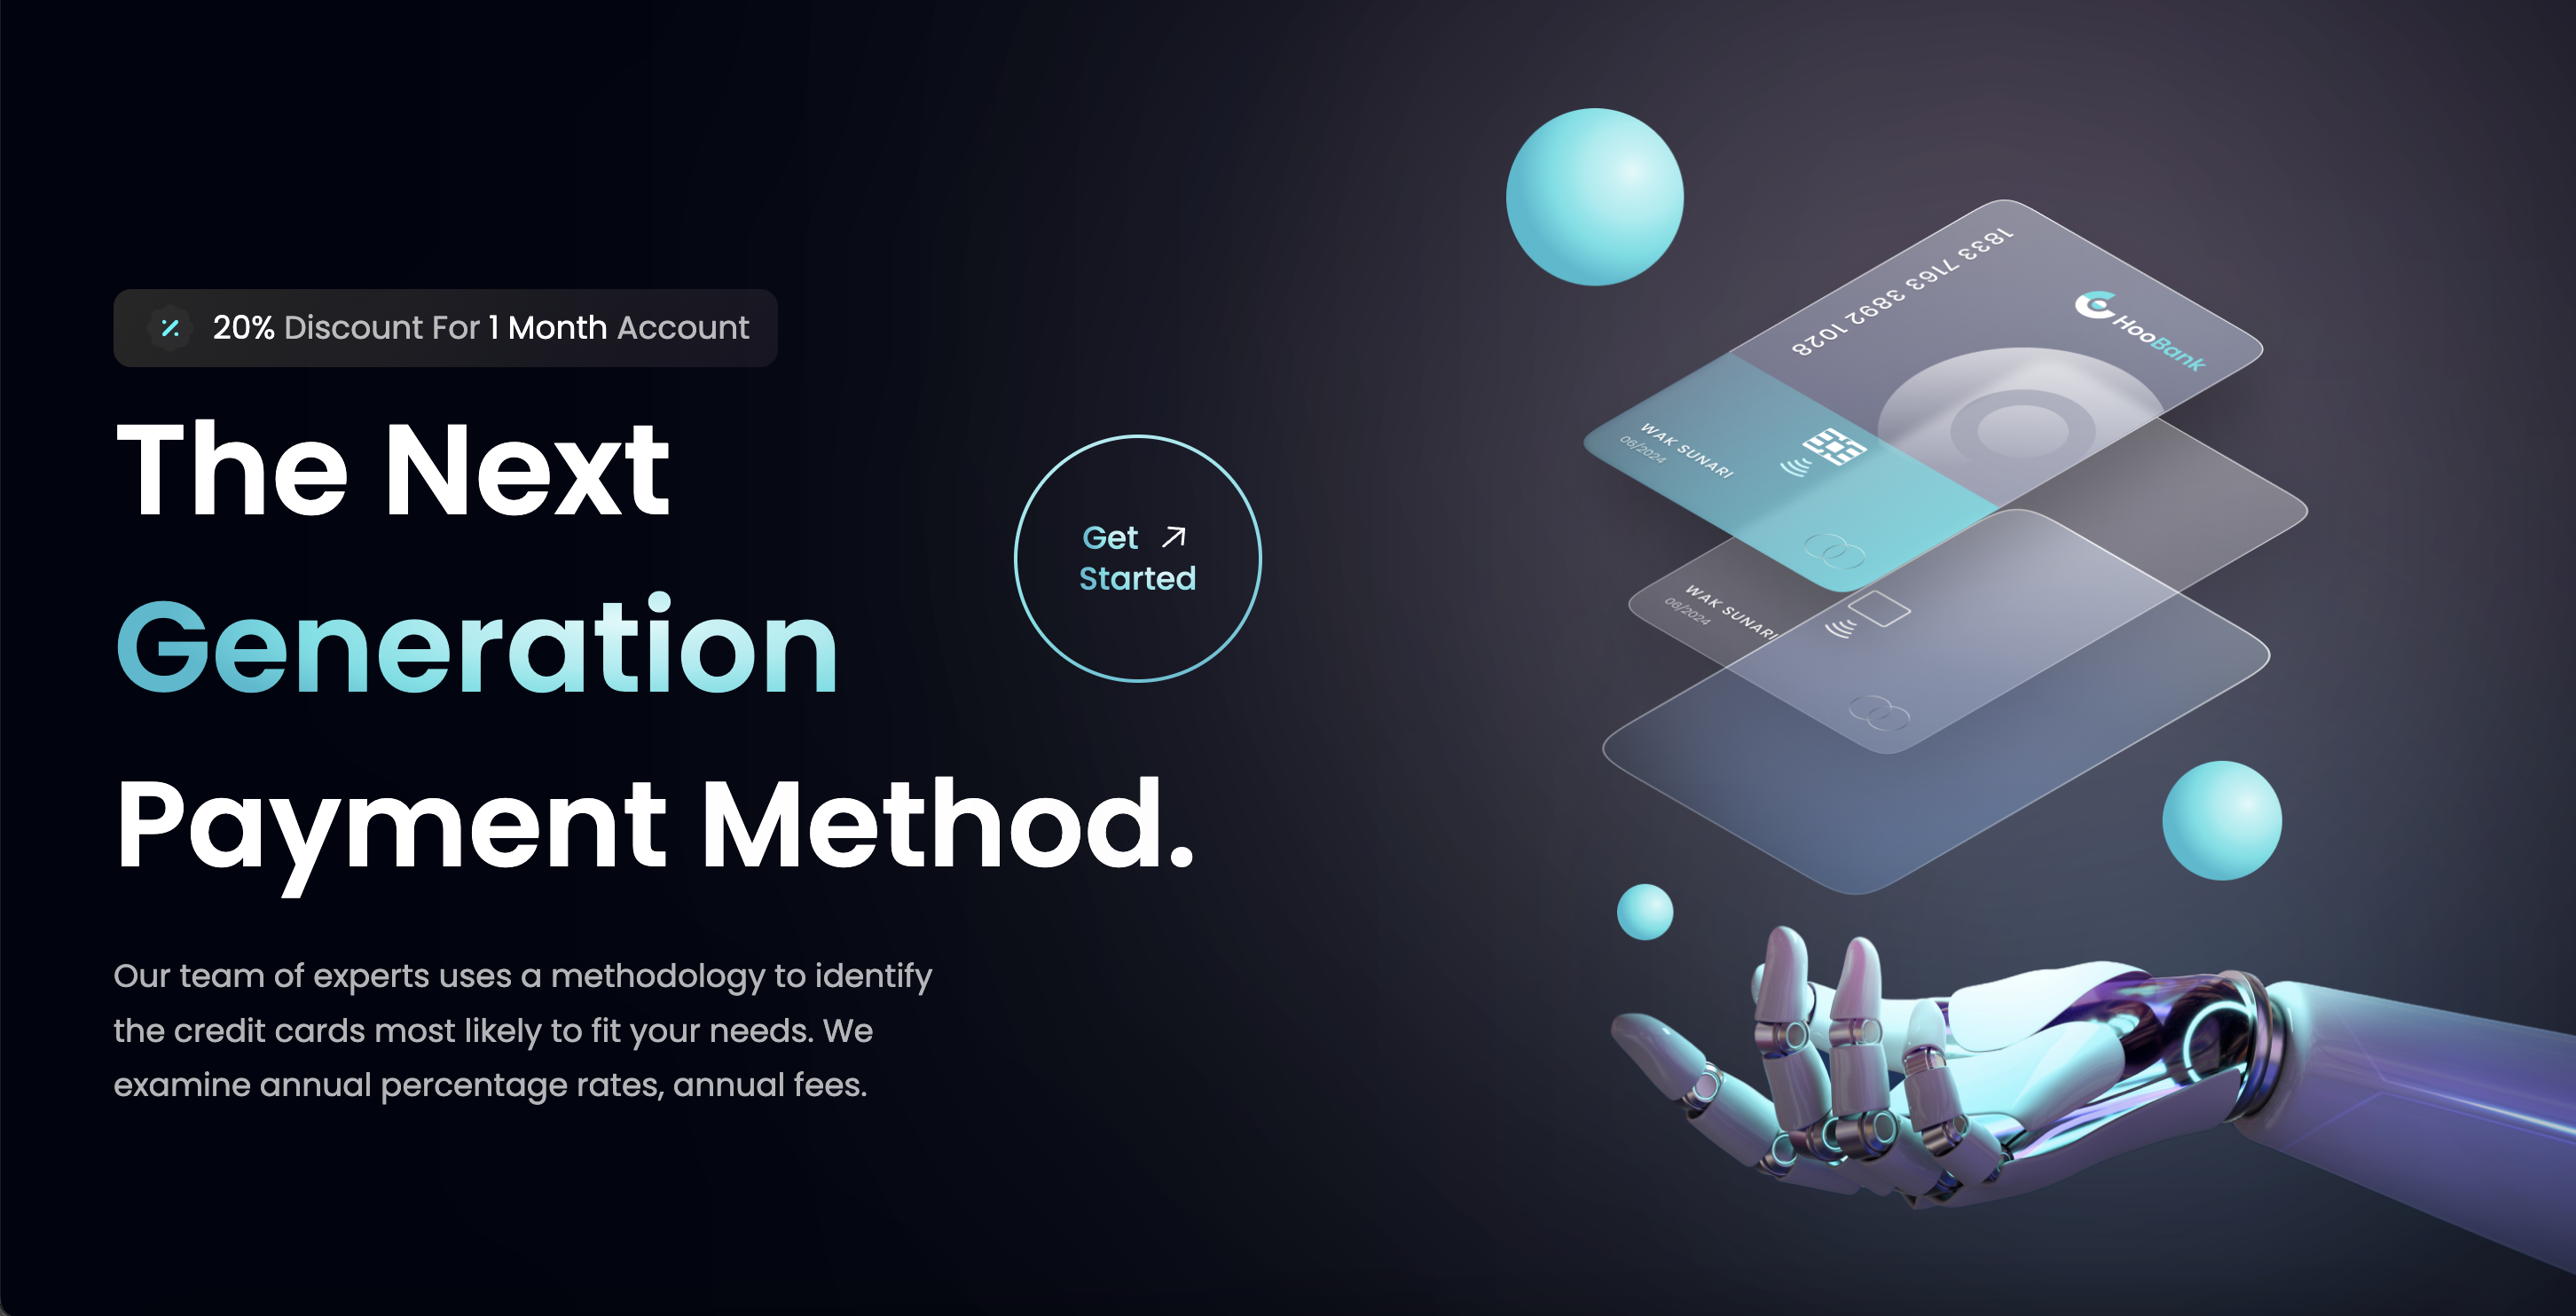 20% Discount For 1 Month Account
The Next
Generation
Payment Method.
Get
Started
Our team of experts uses a methodology to identify
the credit cards most likely to fit your needs. We
examine annual percentage rates, annual fees.
1833 7163 3892 1028
HooBank
WAK SUNARI
06/2024
WAK SUNARI
06/2024